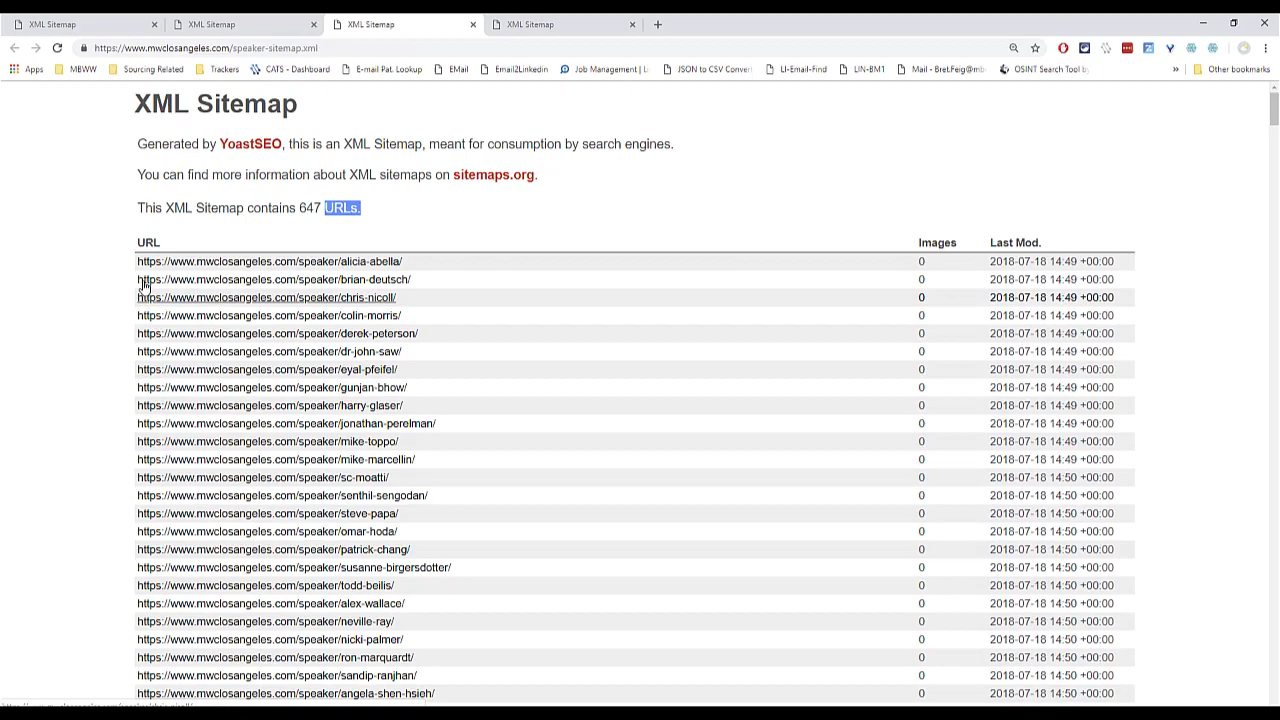 XML Sitemap
XML Sitemap
XML Sitemap
XML Sitemap
https://www.mwclosangeles.com/speaker-sitemap.xml
Apps MBWW Sourcing Related Trackers CATS - Dashboard E-mail Pat. Lookup EMail Email2Linkedin Job Management | L JSON to CSV Conver LI-Email-Find LIN-BM1 Mail - Bret.Feig@mb OSINT Search Tool b » Other bookmarks
XML Sitemap
Generated by YoastSEO, this is an XML Sitemap, meant for consumption by search engines.
You can find more information about XML sitemaps on sitemaps.org.
This XML Sitemap contains 647 URLs.
URL Images Last Mod.
https://www.mwclosangeles.com/speaker/alicia-abella/ 0 2018-07-18 14:49 +00:00
https://www.mwclosangeles.com/speaker/brian-deutsch/ 0 2018-07-18 14:49 +00:00
https://www.mwclosangeles.com/speaker/chris-nicoll/ 0 2018-07-18 14:49 +00:00
https://www.mwclosangeles.com/speaker/colin-morris/ 0 2018-07-18 14:49 +00:00
https://www.mwclosangeles.com/speaker/derek-peterson/ 0 2018-07-18 14:49 +00:00
https://www.mwclosangeles.com/speaker/dr-john-saw/ 0 2018-07-18 14:49 +00:00
https://www.mwclosangeles.com/speaker/eyal-pfeifel/ 0 2018-07-18 14:49 +00:00
https://www.mwclosangeles.com/speaker/gunjan-bhow/ 0 2018-07-18 14:49 +00:00
https://www.mwclosangeles.com/speaker/harry-glaser/ 0 2018-07-18 14:49 +00:00
https://www.mwclosangeles.com/speaker/jonathan-perelman/ 0 2018-07-18 14:49 +00:00
https://www.mwclosangeles.com/speaker/mike-toppo/ 0 2018-07-18 14:49 +00:00
https://www.mwclosangeles.com/speaker/mike-marcellin/ 0 2018-07-18 14:49 +00:00
https://www.mwclosangeles.com/speaker/sc-moatti/ 0 2018-07-18 14:50 +00:00
https://www.mwclosangeles.com/speaker/senthil-sengodan/ 0 2018-07-18 14:50 +00:00
https://www.mwclosangeles.com/speaker/steve-papa/ 0 2018-07-18 14:50 +00:00
https://www.mwclosangeles.com/speaker/omar-hoda/ 0 2018-07-18 14:50 +00:00
https://www.mwclosangeles.com/speaker/patrick-chang/ 0 2018-07-18 14:50 +00:00
https://www.mwclosangeles.com/speaker/susanne-birgersdotter/ 0 2018-07-18 14:50 +00:00
https://www.mwclosangeles.com/speaker/todd-beilis/ 0 2018-07-18 14:50 +00:00
https://www.mwclosangeles.com/speaker/alex-wallace/ 0 2018-07-18 14:50 +00:00
https://www.mwclosangeles.com/speaker/neville-ray/ 0 2018-07-18 14:50 +00:00
https://www.mwclosangeles.com/speaker/nicki-palmer/ 0 2018-07-18 14:50 +00:00
https://www.mwclosangeles.com/speaker/ron-marquardt/ 0 2018-07-18 14:50 +00:00
https://www.mwclosangeles.com/speaker/sandip-ranjhan/ 0 2018-07-18 14:50 +00:00
https://www.mwclosangeles.com/speaker/angela-shen-hsieh/ 0 2018-07-18 14:50 +00:00